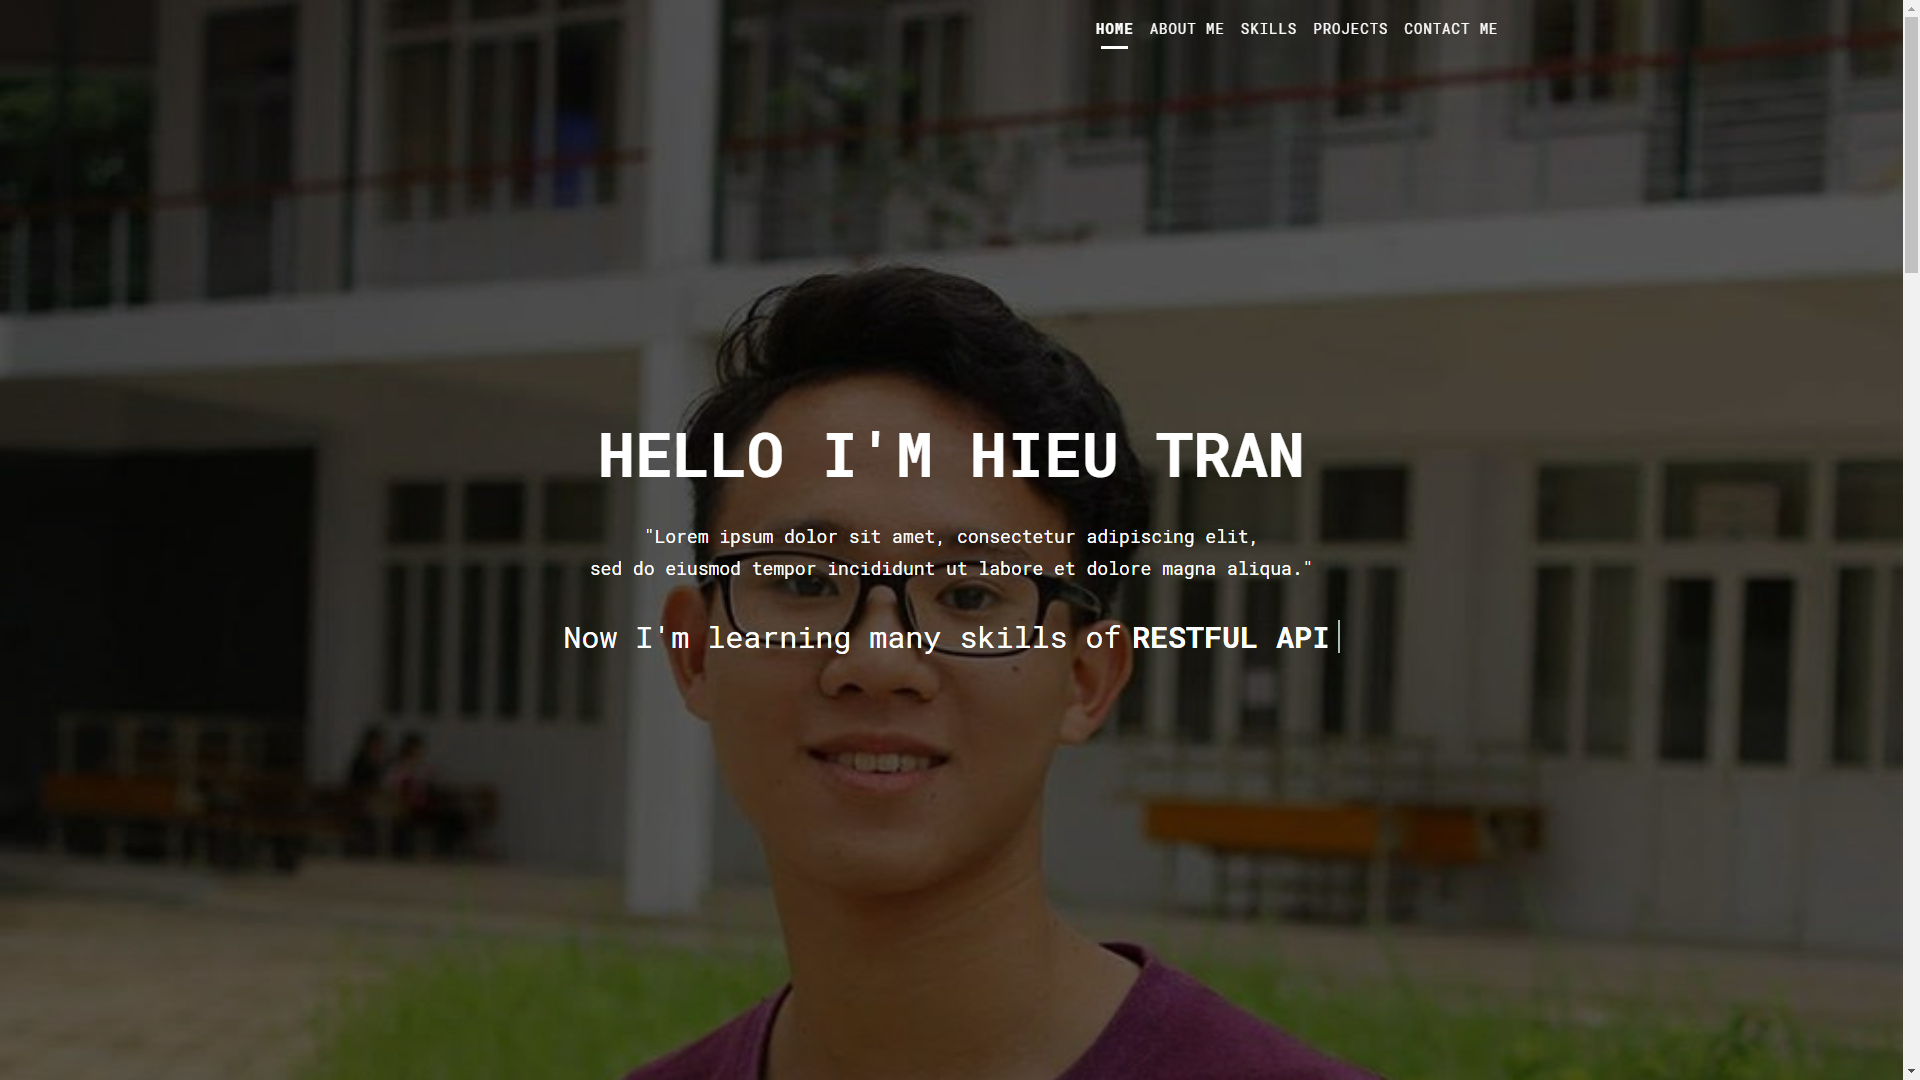 HOME ABOUT ME SKILLS PROJECTS CONTACT ME
HELLO I'M HIEU TRAN
"Lorem ipsum dolor sit amet, consectetur adipiscing elit,
sed do eiusmod tempor incididunt ut labore et dolore magna aliqua."
Now I'm learning many skills of RESTFUL API